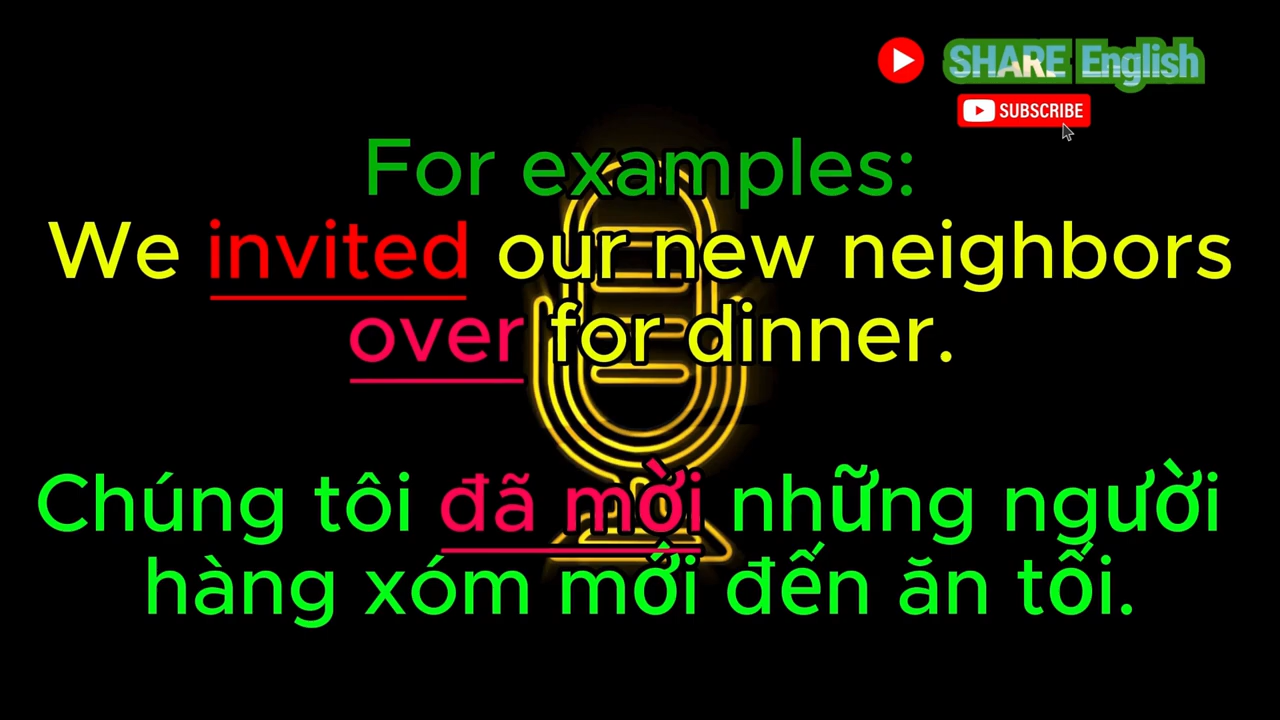 SHARE English
SUBSCRIBE
For examples:
We invited our new neighbors
over for dinner.
Chúng tôi đã mời những người
hàng xóm mới đến ăn tối.